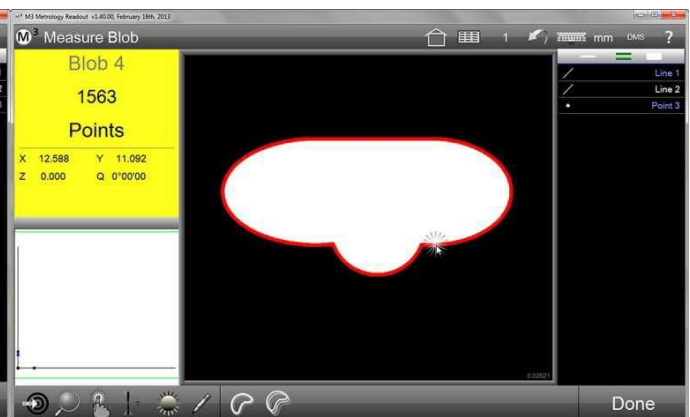 M3 Metrology Readout v1.40.00, February 16th, 2013
M3 Measure Blob
1
mm
DMS
?
Blob 4
1563
Points
X 12.588 Y 11.092
Z 0.000 Q 0°00'00
Line 1
Line 2
Point 3
0.02621
Done